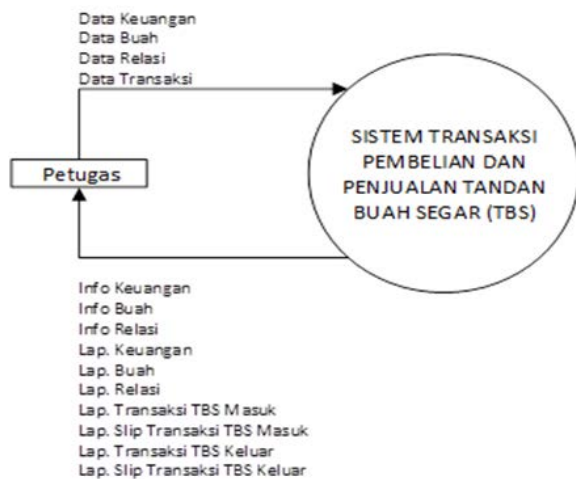 Data Keuangan
Data Buah
Data Relasi
Data Transaksi
Petugas
SISTEM TRANSAKSI
PEMBELIAN DAN
PENJUALAN TANDAN
BUAH SEGAR (TBS)
Info Keuangan
Info Buah
Info Relasi
Lap. Keuangan
Lap. Buah
Lap. Relasi
Lap. Transaksi TBS Masuk
Lap. Slip Transaksi TBS Masuk
Lap. Transaksi TBS Keluar
Lap. Slip Transaksi TBS Keluar